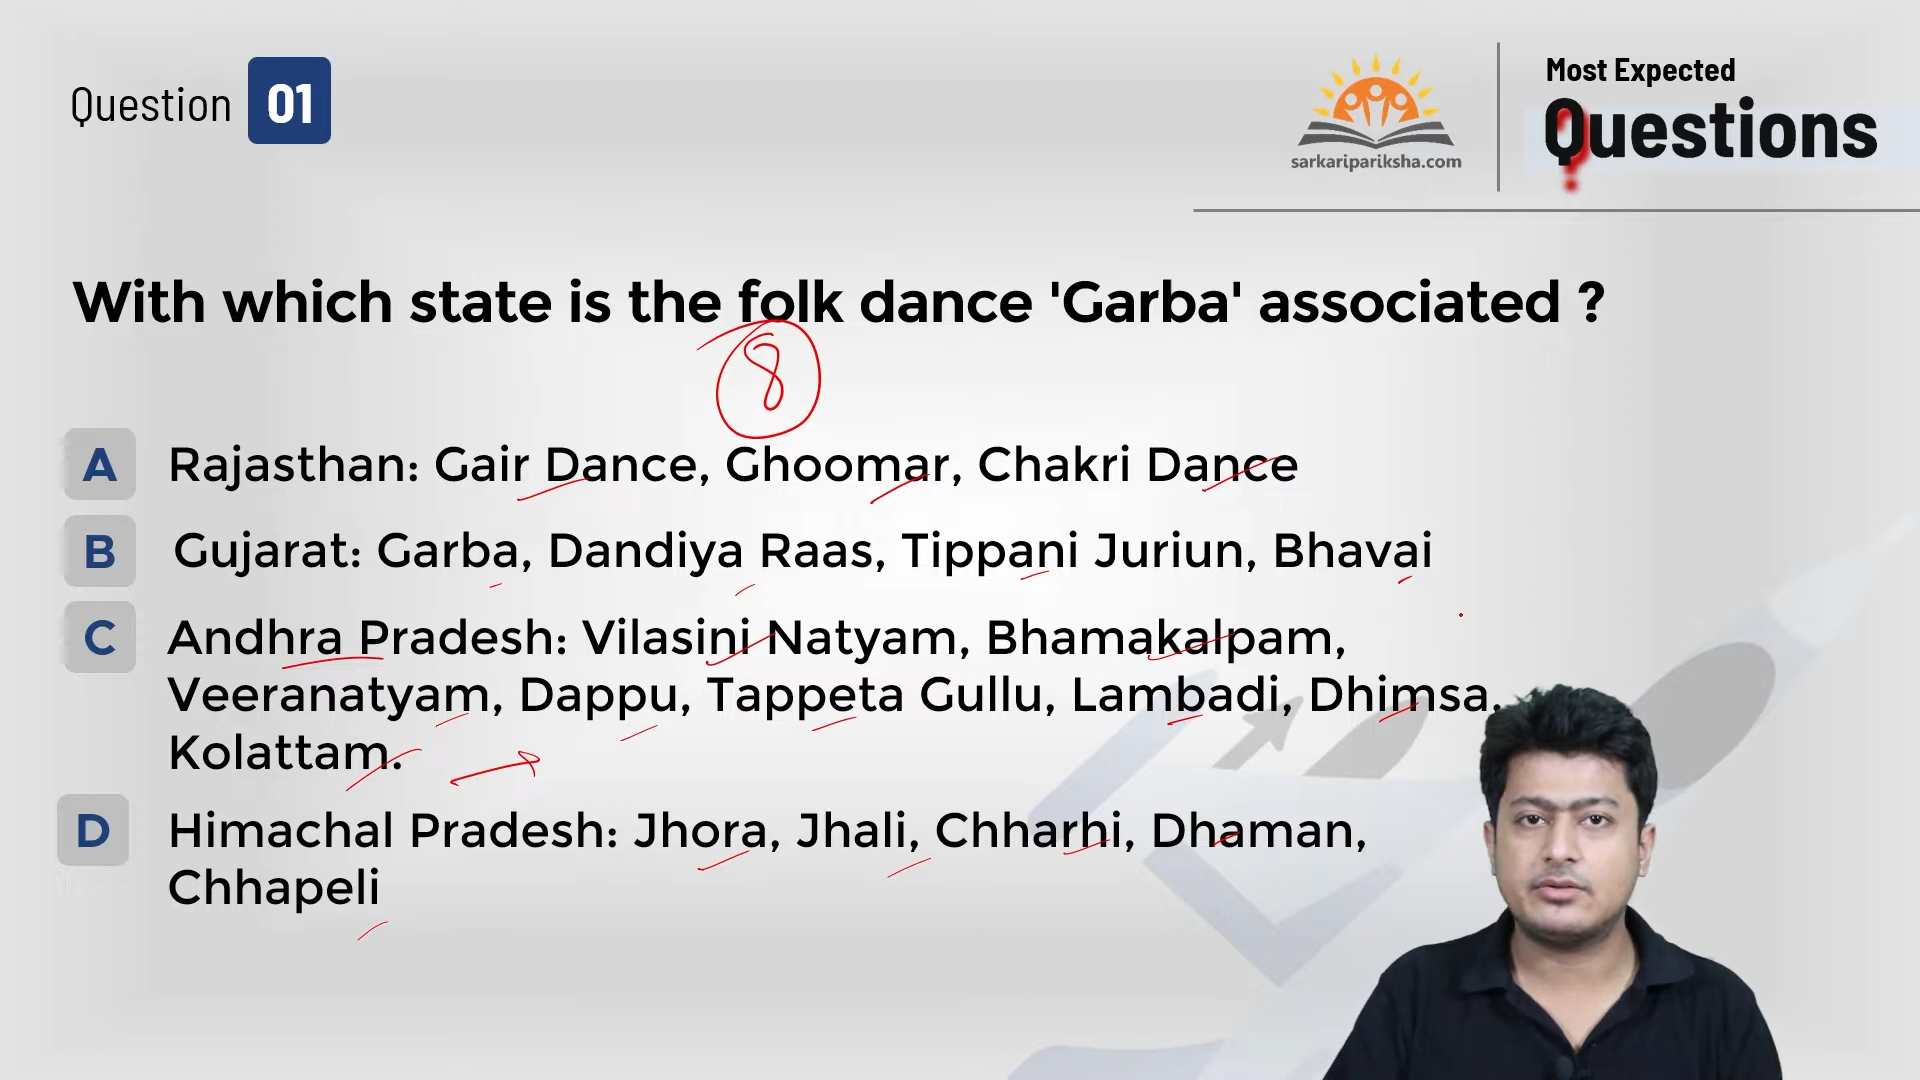 Question 01
sarkaripariksha.com
Most Expected
Questions
With which state is the folk dance 'Garba' associated ?
8
A Rajasthan: Gair Dance, Ghoomar, Chakri Dance
B Gujarat: Garba, Dandiya Raas, Tippani Juriun, Bhavai
C Andhra Pradesh: Vilasini Natyam, Bhamakalpam,
Veeranatyam, Dappu, Tappeta Gullu, Lambadi, Dhimsa,
Kolattam.
D Himachal Pradesh: Jhora, Jhali, Chharhi, Dhaman,
Chhapeli